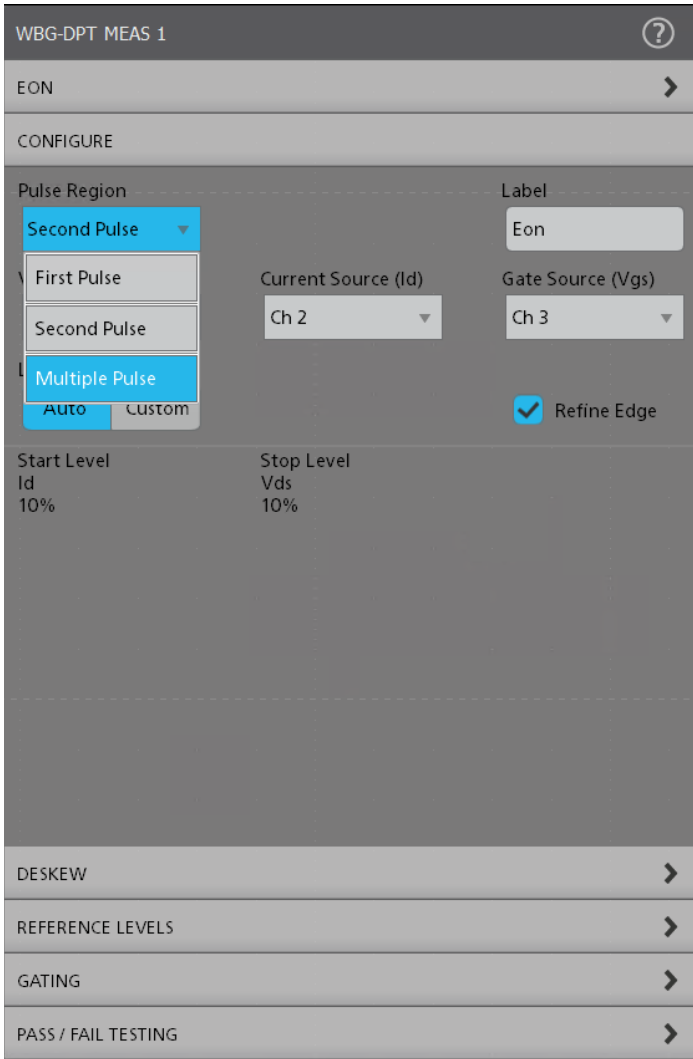 WBG-DPT MEAS 1 ?
EON
CONFIGURE
Pulse Region Label
Second Pulse Eon
First Pulse
Current Source (Id) Gate Source (Vgs)
Ch 2 Ch 3
Second Pulse
Multiple Pulse
Auto Custom Refine Edge
Start Level Stop Level
Id Vds
10% 10%
DESKEW
REFERENCE LEVELS
GATING
PASS / FAIL TESTING